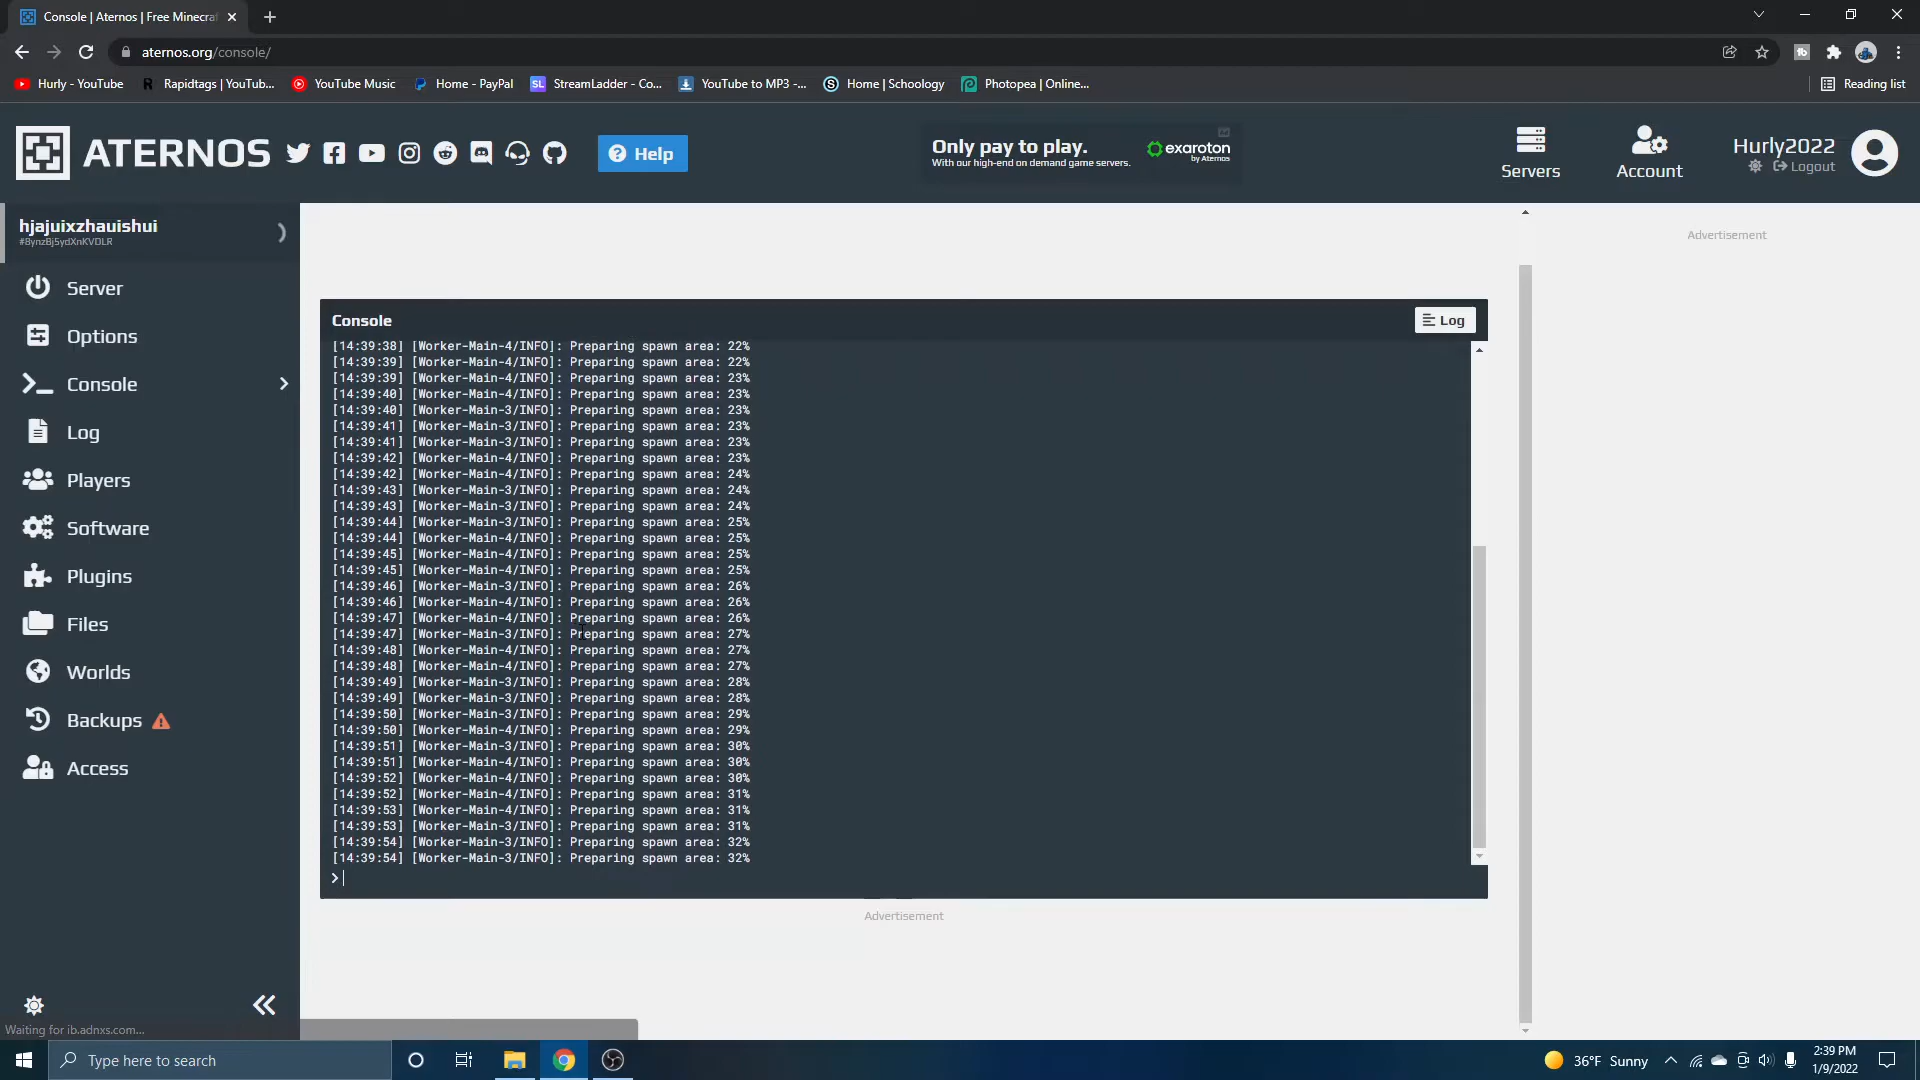 Console | Aternos | Free Minecra
aternos.org/console/
Hurly - YouTube
Rapidtags | YouTub...
YouTube Music
Home - PayPal
SL
StreamLadder - Co...
YouTube to MP3 -...
Home | Schoology
Photopea | Online...
Reading list
ATERNOS
Help
Only pay to play.
With our high-end on demand game servers.
exaroton
by Aternos
Servers
Account
Hurly2022
Logout
hjajuixzhauishui
Server
Options
Console
Log
Players
Software
Plugins
Files
Worlds
Backups
Access
Waiting for ib.adnxs.com...
Advertisement
Console
Log
[14:39:38] [Worker-Main-4/INFO]: Preparing spawn area: 22%
[14:39:39] [Worker-Main-4/INFO]: Preparing spawn area: 22%
[14:39:39] [Worker-Main-4/INFO]: Preparing spawn area: 23%
[14:39:40] [Worker-Main-4/INFO]: Preparing spawn area: 23%
[14:39:40] [Worker-Main-3/INFO]: Preparing spawn area: 23%
[14:39:41] [Worker-Main-3/INFO]: Preparing spawn area: 23%
[14:39:41] [Worker-Main-4/INFO]: Preparing spawn area: 23%
[14:39:42] [Worker-Main-4/INFO]: Preparing spawn area: 23%
[14:39:42] [Worker-Main-4/INFO]: Preparing spawn area: 24%
[14:39:43] [Worker-Main-3/INFO]: Preparing spawn area: 24%
[14:39:43] [Worker-Main-3/INFO]: Preparing spawn area: 24%
[14:39:44] [Worker-Main-3/INFO]: Preparing spawn area: 25%
[14:39:44] [Worker-Main-4/INFO]: Preparing spawn area: 25%
[14:39:45] [Worker-Main-4/INFO]: Preparing spawn area: 25%
[14:39:45] [Worker-Main-4/INFO]: Preparing spawn area: 25%
[14:39:46] [Worker-Main-3/INFO]: Preparing spawn area: 26%
[14:39:46] [Worker-Main-4/INFO]: Preparing spawn area: 26%
[14:39:47] [Worker-Main-4/INFO]: Preparing spawn area: 26%
[14:39:47] [Worker-Main-3/INFO]: Preparing spawn area: 27%
[14:39:48] [Worker-Main-4/INFO]: Preparing spawn area: 27%
[14:39:48] [Worker-Main-4/INFO]: Preparing spawn area: 27%
[14:39:49] [Worker-Main-3/INFO]: Preparing spawn area: 28%
[14:39:49] [Worker-Main-3/INFO]: Preparing spawn area: 28%
[14:39:50] [Worker-Main-3/INFO]: Preparing spawn area: 29%
[14:39:50] [Worker-Main-4/INFO]: Preparing spawn area: 29%
[14:39:51] [Worker-Main-3/INFO]: Preparing spawn area: 30%
[14:39:51] [Worker-Main-4/INFO]: Preparing spawn area: 30%
[14:39:52] [Worker-Main-4/INFO]: Preparing spawn area: 30%
[14:39:52] [Worker-Main-4/INFO]: Preparing spawn area: 31%
[14:39:53] [Worker-Main-4/INFO]: Preparing spawn area: 31%
[14:39:53] [Worker-Main-3/INFO]: Preparing spawn area: 31%
[14:39:54] [Worker-Main-3/INFO]: Preparing spawn area: 32%
[14:39:54] [Worker-Main-3/INFO]: Preparing spawn area: 32%
>
Advertisement
Type here to search
36°F Sunny
2:39 PM
1/9/2022